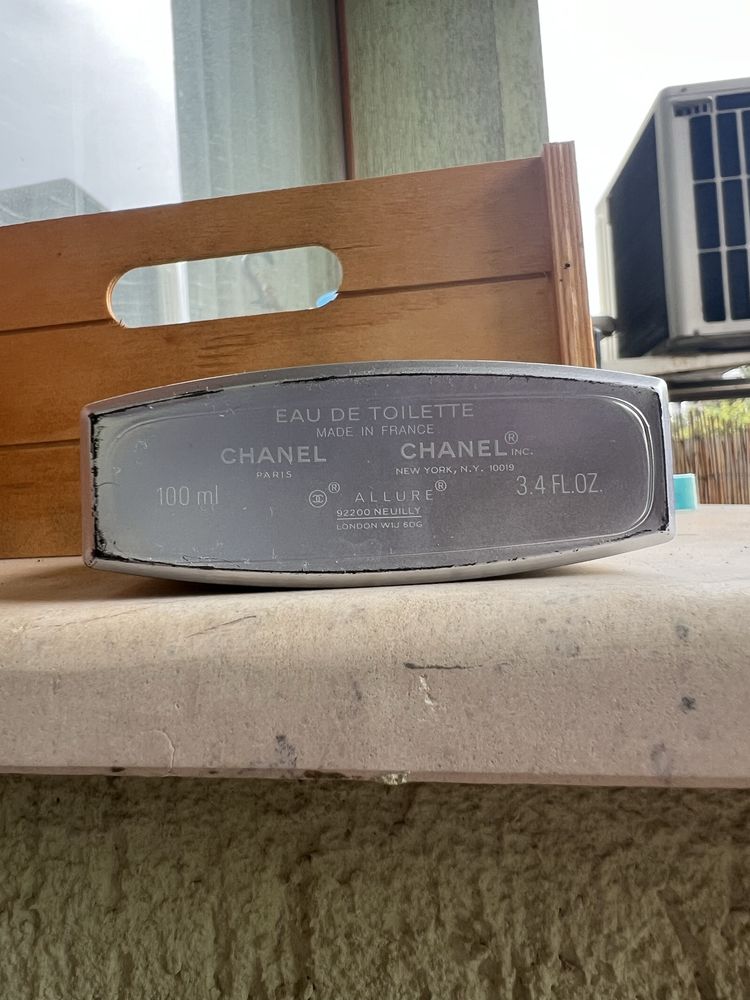 EAU DE TOILETTE
MADE IN FRANCE
CHANEL CHANEL® INC.
PARIS NEW YORK, N.Y. 10019
100 ml ® ALLURE® 3.4 FL.OZ.
92200 NEUILLY
LONDON W1J 6DG